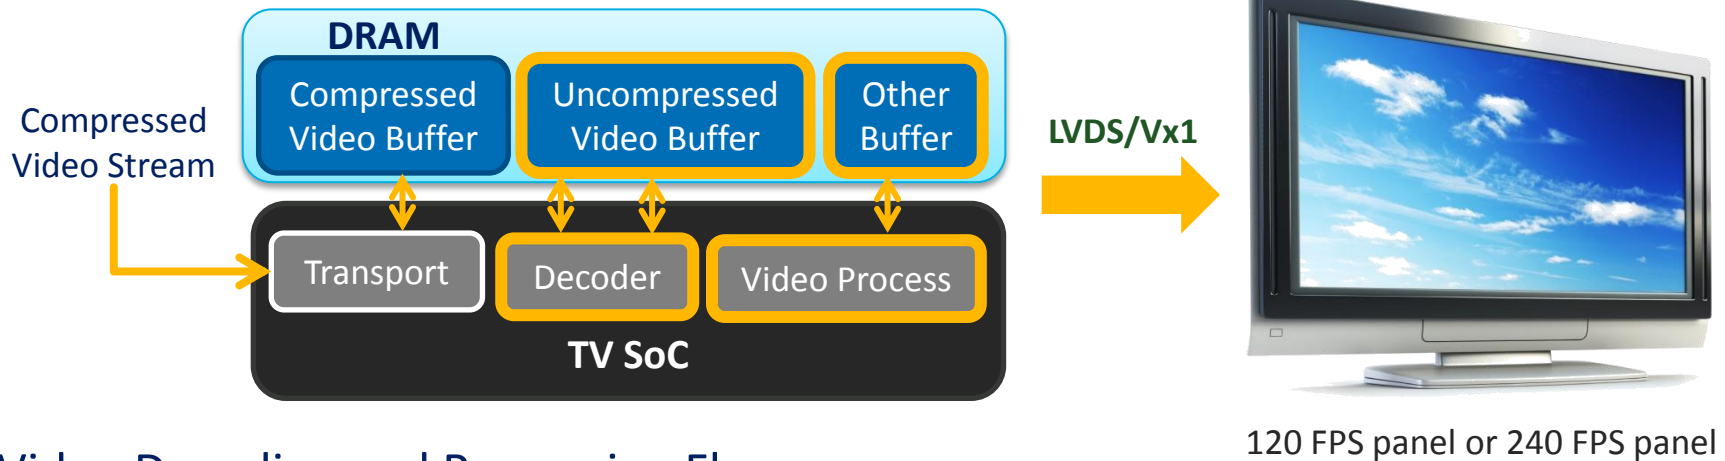 DRAM
Compressed
Video Buffer
Uncompressed
Video Buffer
Other
Buffer
Compressed
Video Stream
LVDS/Vx1
Transport
Decoder
Video Process
TV SoC
120 FPS panel or 240 FPS panel